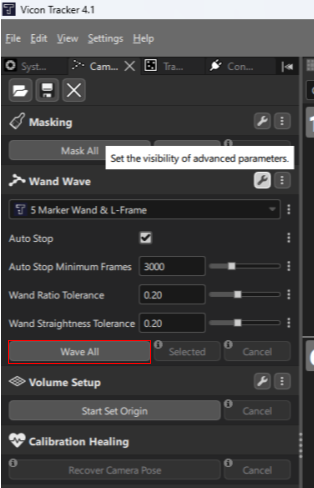 Vicon Tracker 4.1
File Edit View Settings Help
Syst... Cam... Tra... Con...
Masking
Mask All
Set the visibility of advanced parameters.
Wand Wave
5 Marker Wand & L-Frame
Auto Stop
Auto Stop Minimum Frames 3000
Wand Ratio Tolerance 0.20
Wand Straightness Tolerance 0.20
Wave All Selected Cancel
Volume Setup
Start Set Origin Cancel
Calibration Healing
Recover Camera Pose Cancel